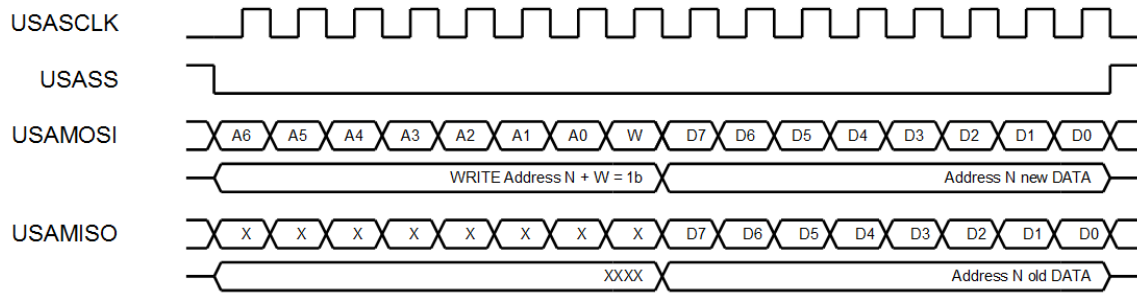 USASCLK
USASS
USAMOSI A6 A5 A4 A3 A2 A1 A0 W D7 D6 D5 D4 D3 D2 D1 D0
WRITE Address N + W = 1b Address N new DATA
USAMISO X X X X X X X X D7 D6 D5 D4 D3 D2 D1 D0
XXXX Address N old DATA